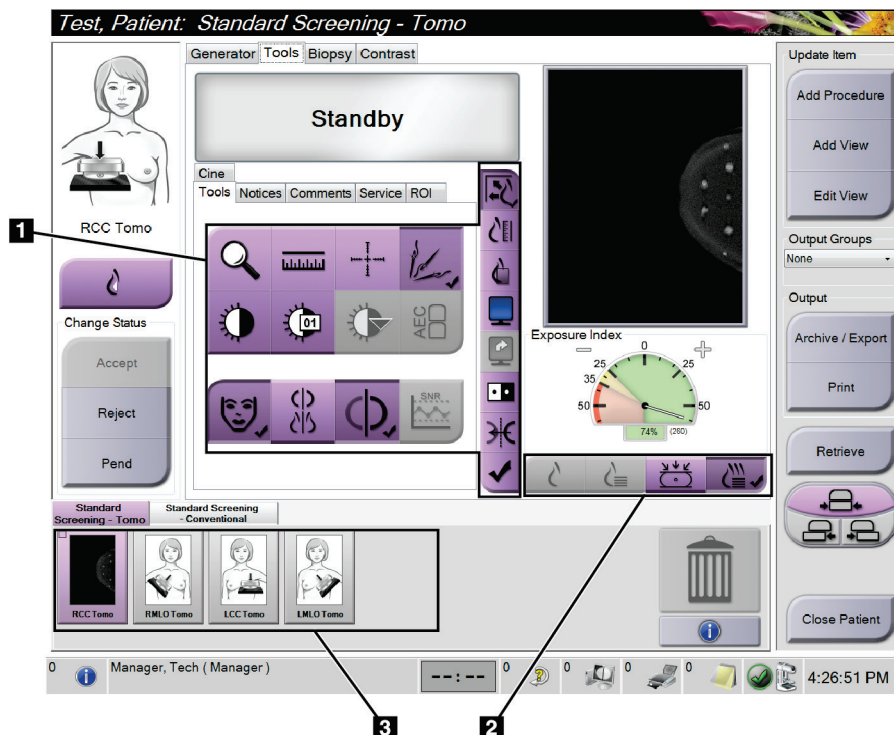 Test, Patient: Standard Screening - Tomo
Generator Tools Biopsy Contrast
Standby
Cine
Tools Notices Comments Service ROI
1
RCC Tomo
01
AEC
SNR
Change Status
Accept
Reject
Pend
Exposure Index
0
25 25
35
50 50
74% (260)
Update Item
Add Procedure
Add View
Edit View
Output Groups
None
Output
Archive / Export
Print
Retrieve
Close Patient
Standard
Screening - Tomo
Standard Screening
- Conventional
RCC Tomo
RMLO Tomo
LCC Tomo
LMLO Tomo
0 Manager, Tech ( Manager ) --:-- 0 0 0 0 4:26:51 PM
3 2